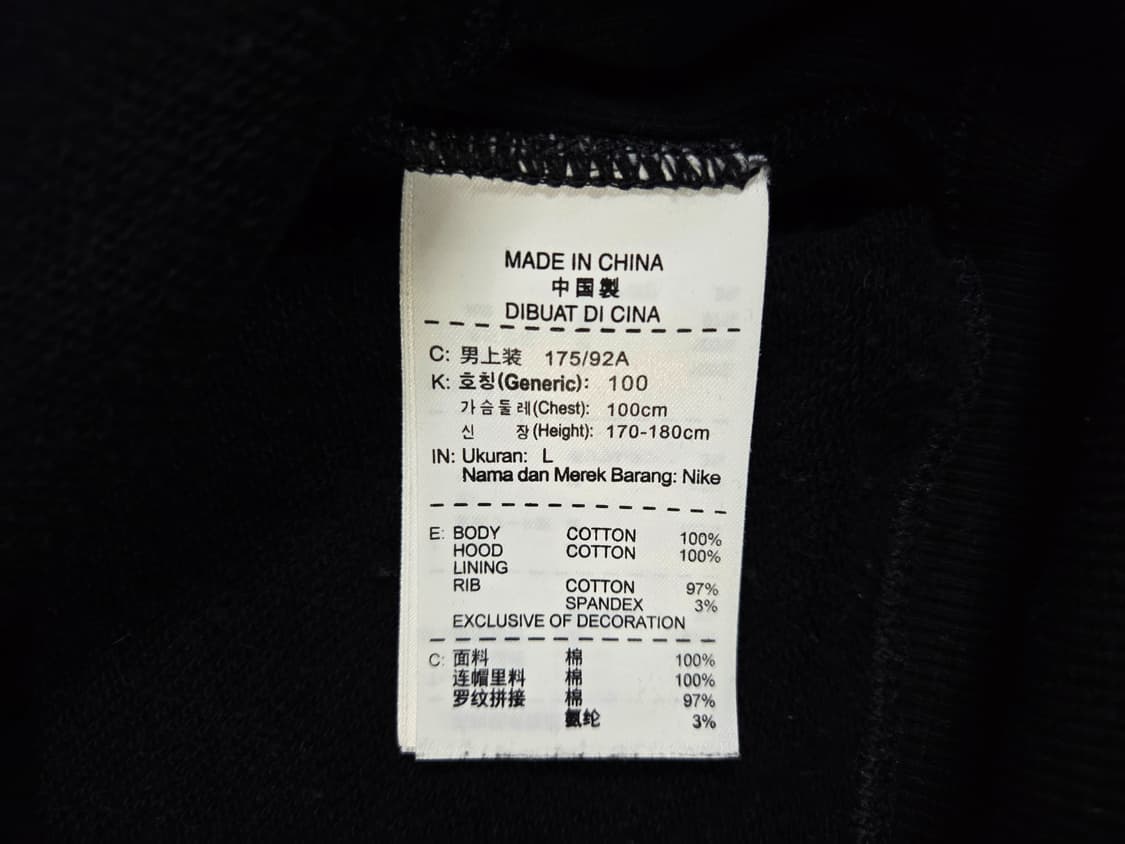 MADE IN CHINA
中国製
DIBUAT DI CINA
C: 男上装 175/92A
K: 호칭(Generic): 100
가슴둘레(Chest): 100cm
신 장(Height): 170-180cm
IN: Ukuran: L
Nama dan Merek Barang: Nike
E: BODY COTTON 100%
HOOD COTTON 100%
LINING
RIB COTTON 97%
SPANDEX 3%
EXCLUSIVE OF DECORATION
C: 面料 棉 100%
连帽里料 棉 100%
罗纹拼接 棉 97%
氨纶 3%